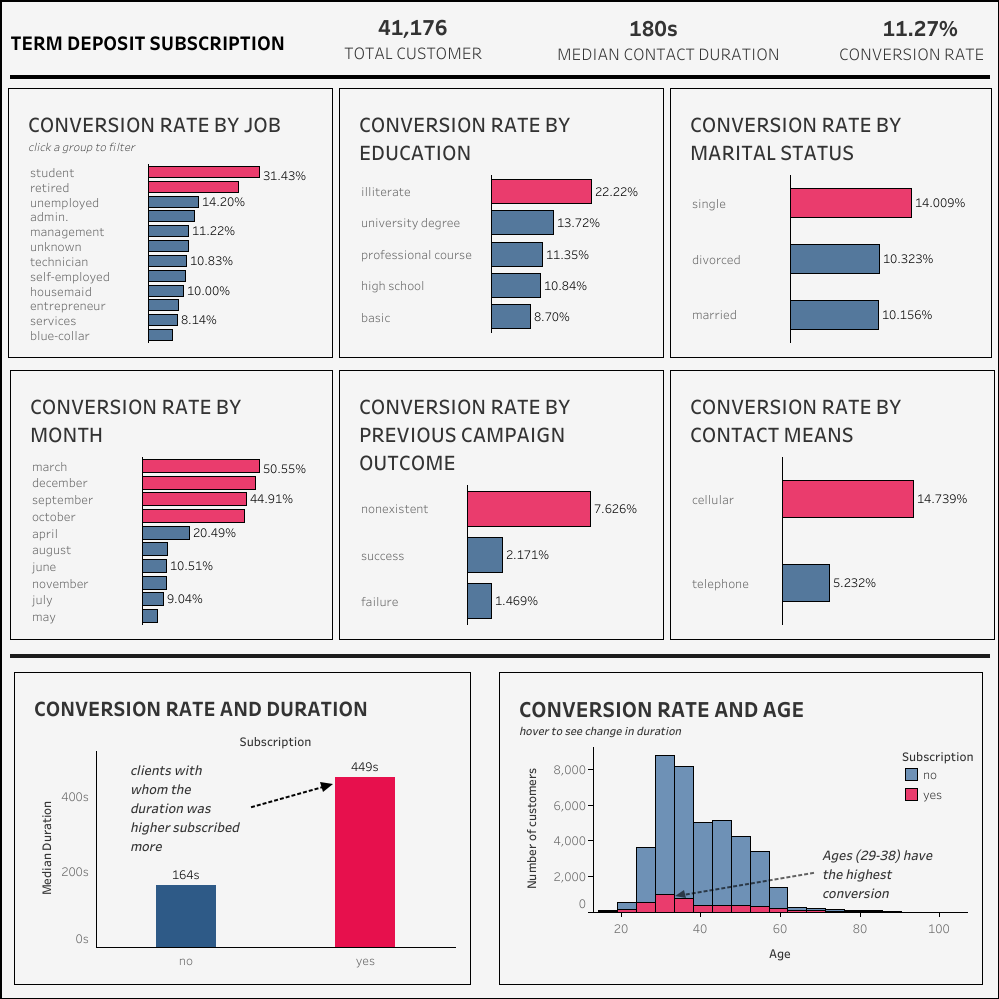 TERM DEPOSIT SUBSCRIPTION
41,176
TOTAL CUSTOMER
180s
MEDIAN CONTACT DURATION
11.27%
CONVERSION RATE
CONVERSION RATE BY JOB
click a group to filter
student 31.43%
retired
unemployed 14.20%
admin.
management 11.22%
unknown
technician 10.83%
self-employed
housemaid 10.00%
entrepreneur
services 8.14%
blue-collar
CONVERSION RATE BY
EDUCATION
illiterate 22.22%
university degree 13.72%
professional course 11.35%
high school 10.84%
basic 8.70%
CONVERSION RATE BY
MARITAL STATUS
single 14.009%
divorced 10.323%
married 10.156%
CONVERSION RATE BY
MONTH
march 50.55%
december
september 44.91%
october
april 20.49%
august
june 10.51%
november
july 9.04%
may
CONVERSION RATE BY
PREVIOUS CAMPAIGN
OUTCOME
nonexistent 7.626%
success 2.171%
failure 1.469%
CONVERSION RATE BY
CONTACT MEANS
cellular 14.739%
telephone 5.232%
CONVERSION RATE AND DURATION
Subscription
clients with
whom the
duration was
higher subscribed
more
449s
164s
Median Duration
400s
200s
0s
no yes
CONVERSION RATE AND AGE
hover to see change in duration
Subscription
no
yes
Number of customers
8,000
6,000
4,000
2,000
0
Ages (29-38) have
the highest
conversion
20 40 60 80 100
Age